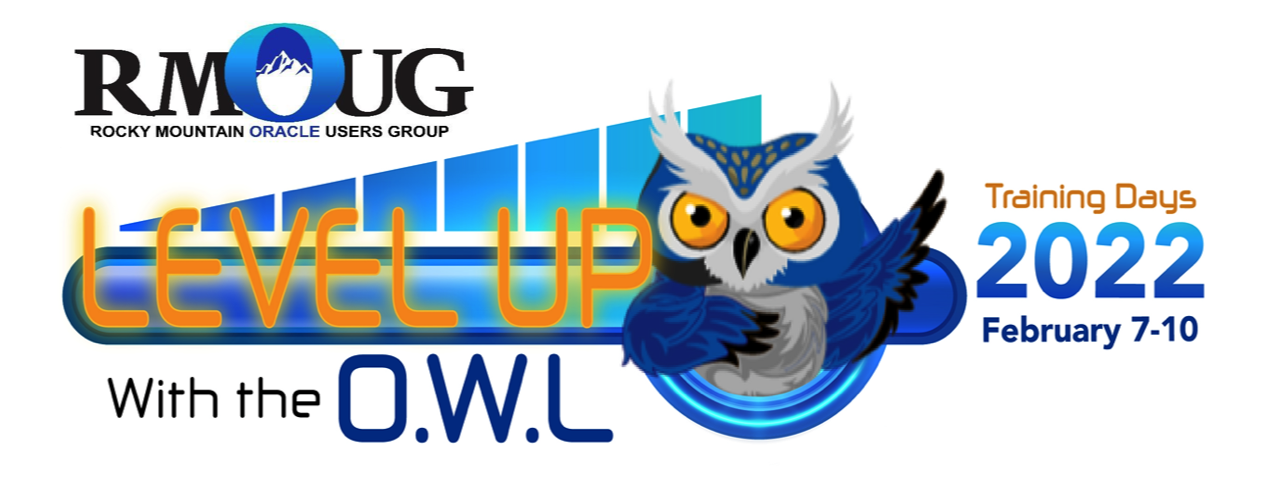 RMOUG
ROCKY MOUNTAIN ORACLE USERS GROUP
LEVEL UP
With the O.W.L
Training Days
2022
February 7-10